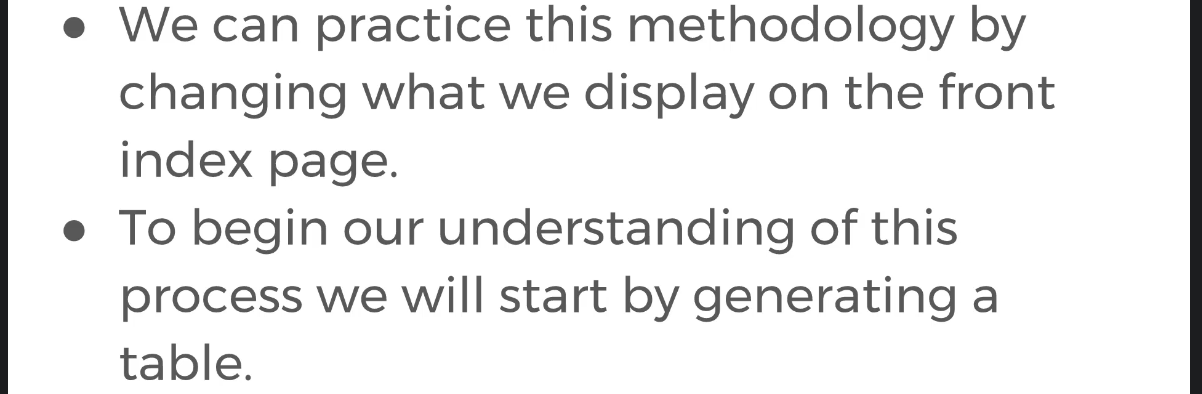 ● We can practice this methodology by
changing what we display on the front
index page.
● To begin our understanding of this
process we will start by generating a
table.